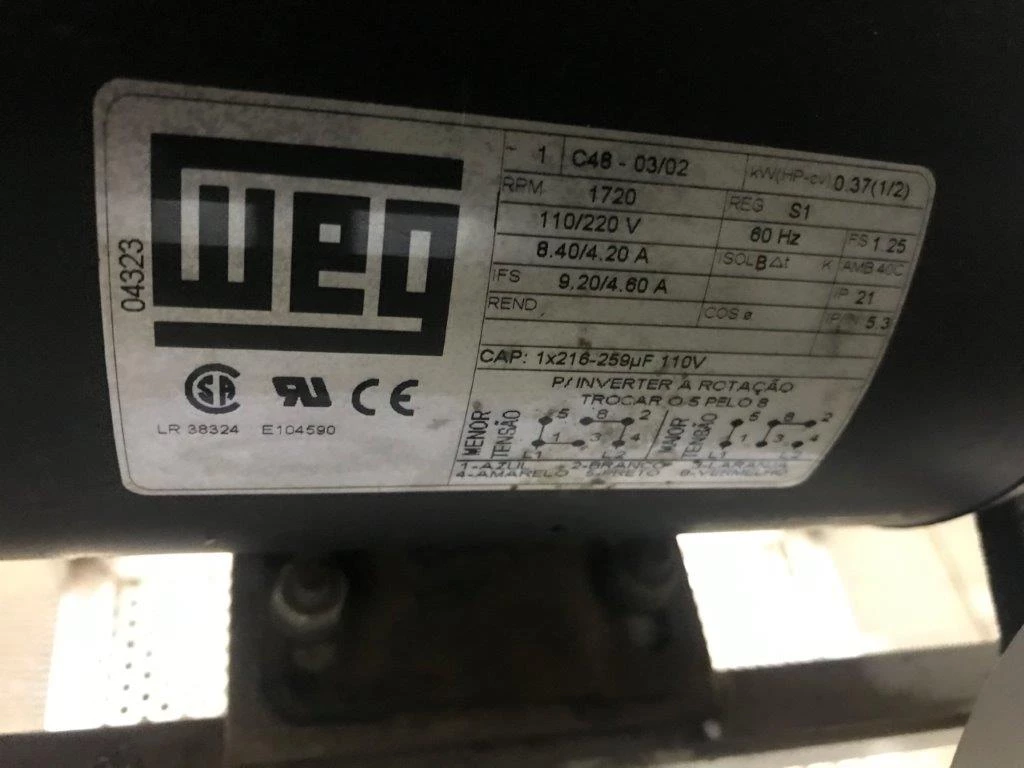 WEG
04323
LR 38324 E104590
~ 1 C48 - 03/02 kW(HP-cv) 0.37(1/2)
RPM 1720 REG S1
110/220 V 60 Hz FS 1.25
8.40/4.20 A ISOL B Δt K AMB 40C
IFS 9.20/4.60 A IP 21
REND. COS ø IP/IN 5.3
CAP: 1x216-259µF 110V
P/ INVERTER A ROTAÇÃO
TROCAR O 5 PELO 8
MENOR TENSÃO
5 8 2
1 3 4
L1 L2
MAIOR TENSÃO
5 8 2
1 3 4
L1 L2
1-AZUL 2-BRANCO 3-LARANJA
4-AMARELO 5-PRETO 8-VERMELHO